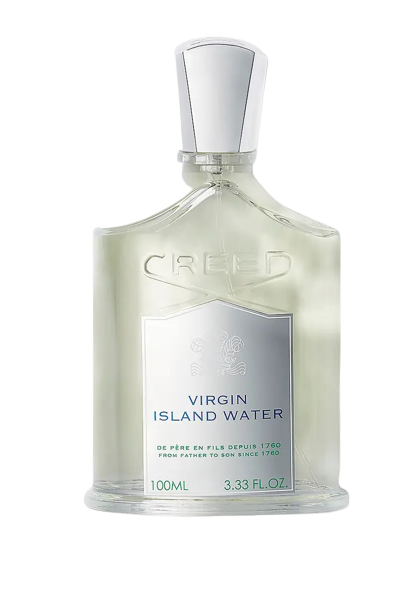 CREED
VIRGIN
ISLAND WATER
DE PÈRE EN FILS DEPUIS 1760
FROM FATHER TO SON SINCE 1760
100ML 3.33 FL.OZ.